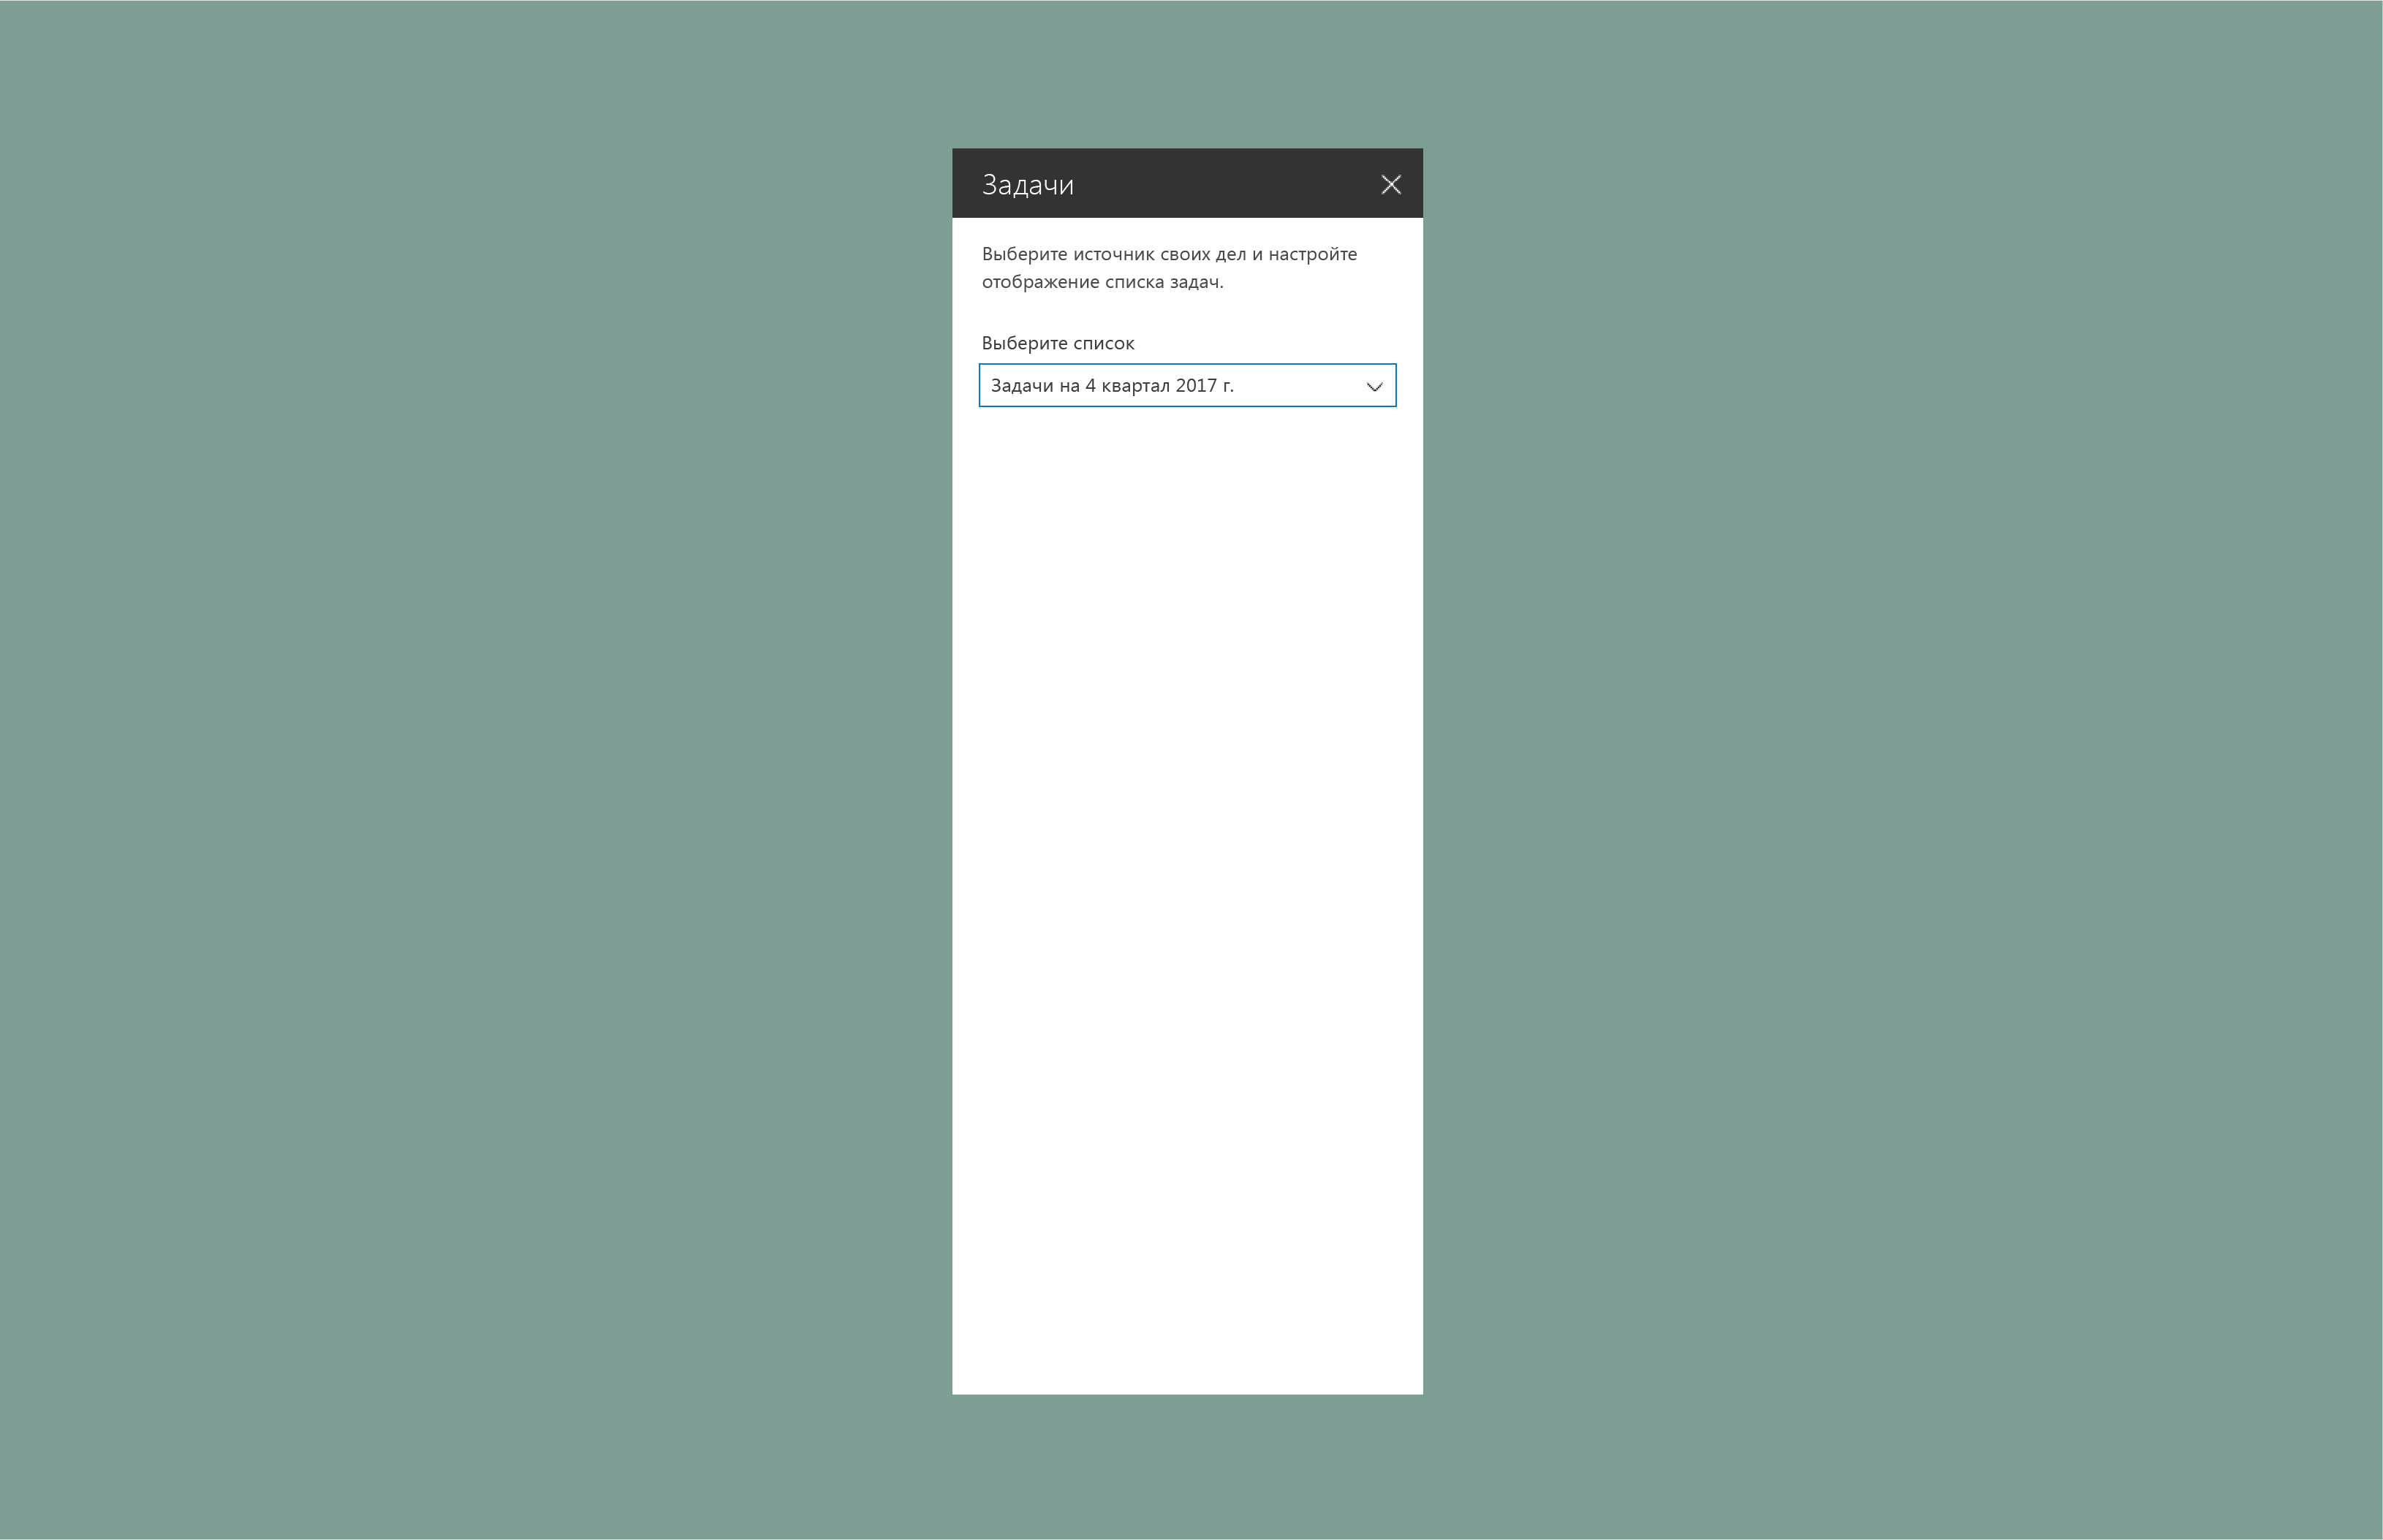 Задачи
Выберите источник своих дел и настройте
отображение списка задач.
Выберите список
Задачи на 4 квартал 2017 г.